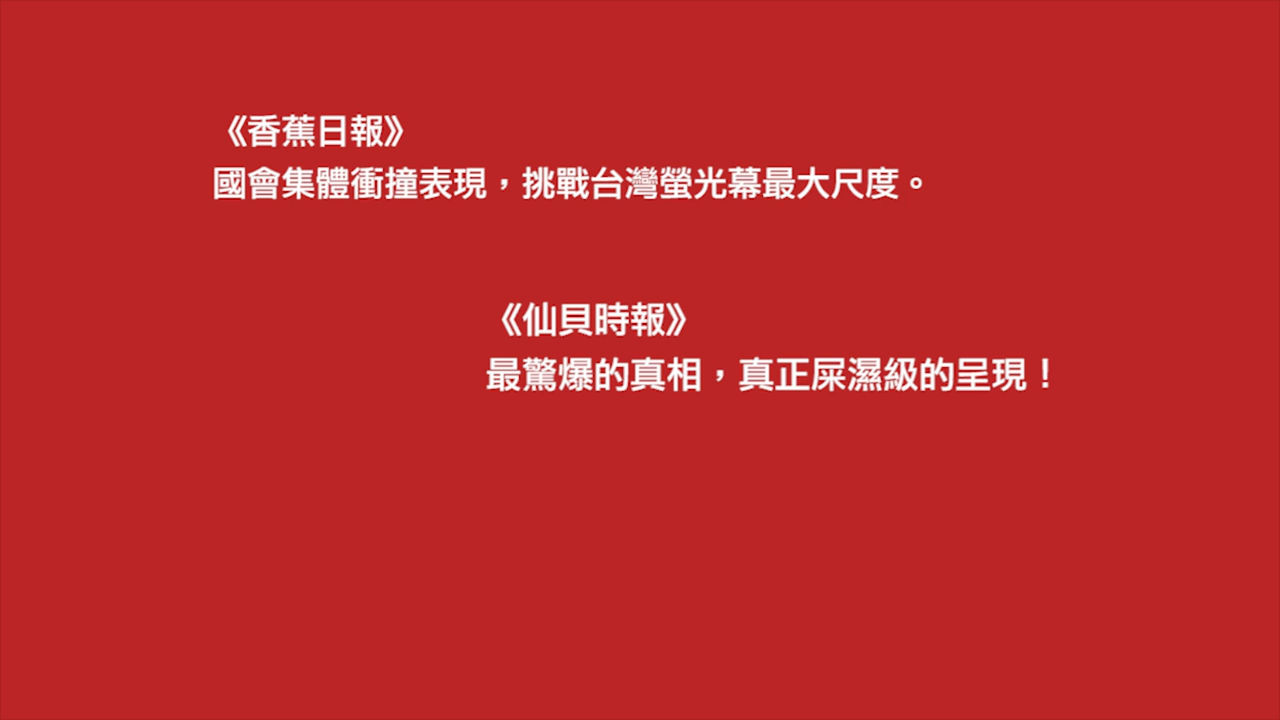 《香蕉日報》
國會集體衝撞表現，挑戰台灣螢光幕最大尺度。
《仙貝時報》
最驚爆的真相，真正屎濕級的呈現！